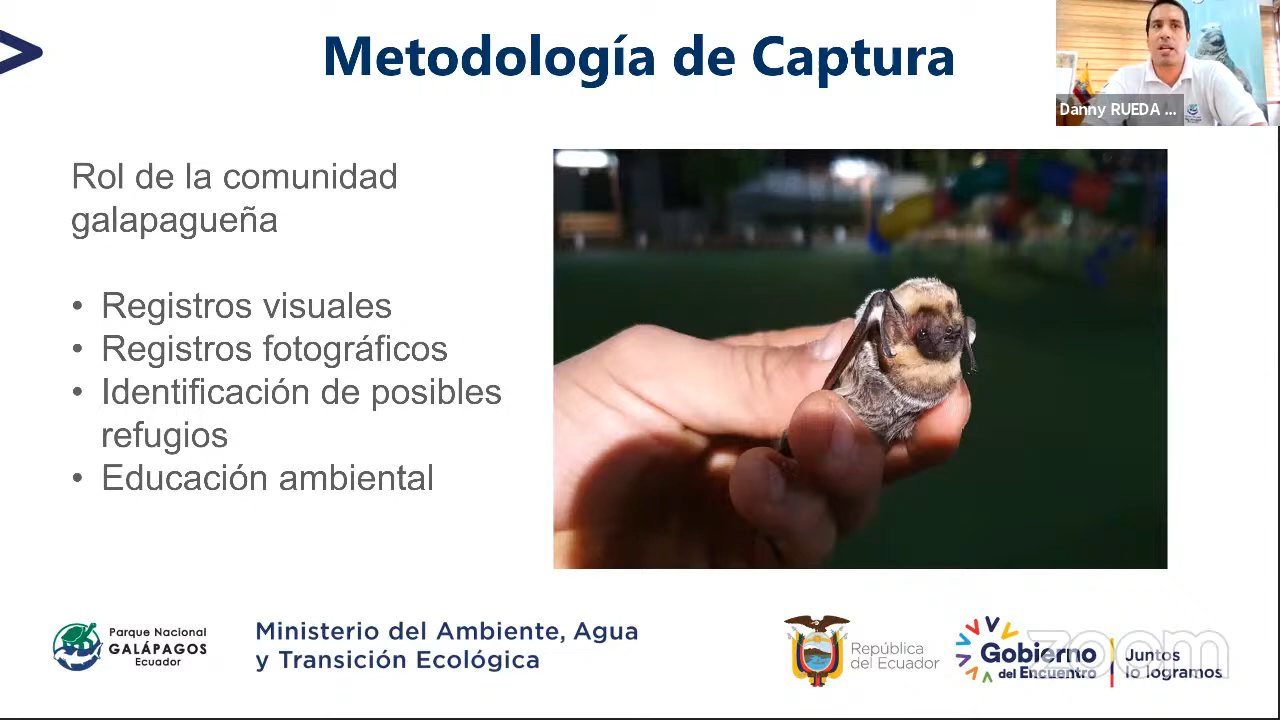 Metodología de Captura
Danny RUEDA ...
Rol de la comunidad
galapagueña
• Registros visuales
• Registros fotográficos
• Identificación de posibles
refugios
• Educación ambiental
Parque Nacional
GALÁPAGOS
Ecuador
Ministerio del Ambiente, Agua
y Transición Ecológica
República
del Ecuador
Gobierno
del Encuentro
Juntos
lo logramos
zoom